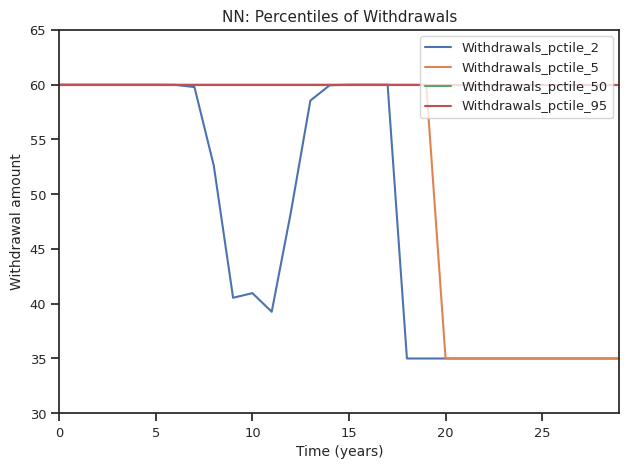 NN: Percentiles of Withdrawals
Withdrawals_pctile_2
Withdrawals_pctile_5
Withdrawals_pctile_50
Withdrawals_pctile_95
Withdrawal amount
65
60
55
50
45
40
35
30
0 5 10 15 20 25
Time (years)